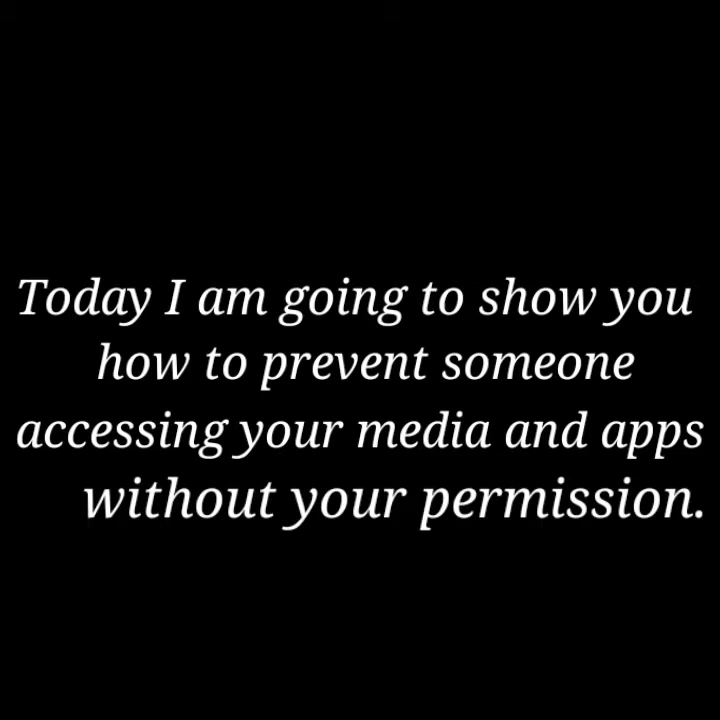 Today I am going to show you
how to prevent someone
accessing your media and apps
without your permission.